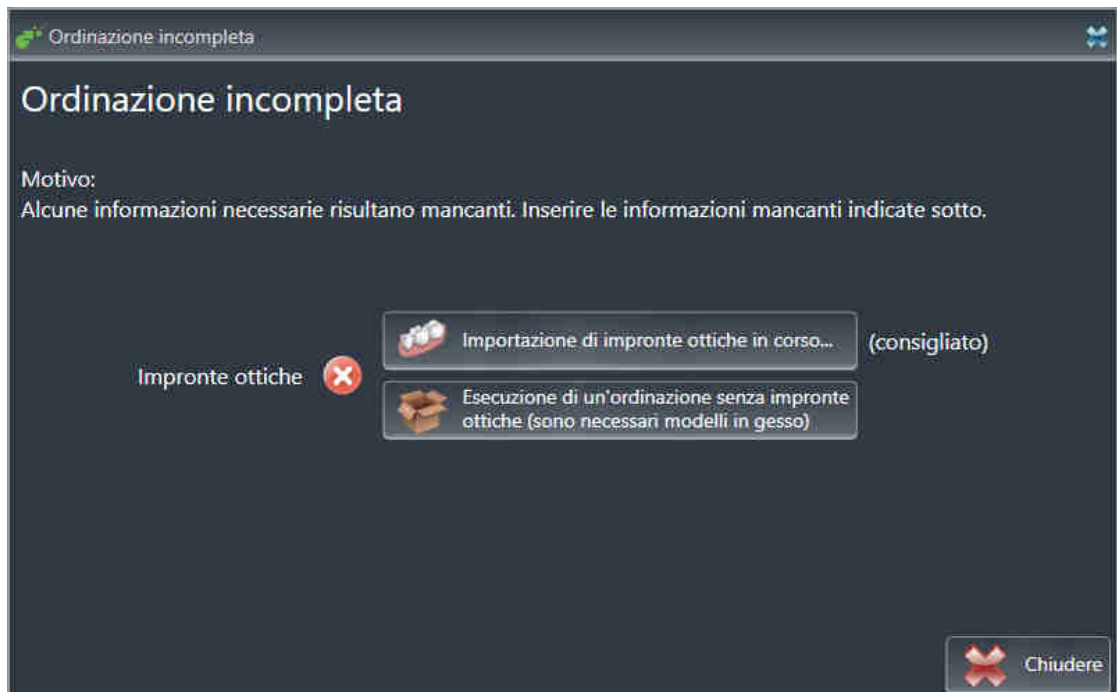 Ordinazione incompleta
Ordinazione incompleta
Motivo:
Alcune informazioni necessarie risultano mancanti. Inserire le informazioni mancanti indicate sotto.
Impronte ottiche
Importazione di impronte ottiche in corso...
(consigliato)
Esecuzione di un'ordinazione senza impronte
ottiche (sono necessari modelli in gesso)
Chiudere